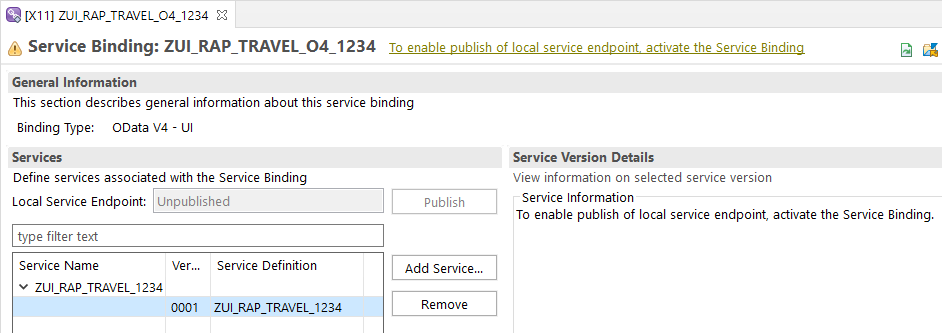 [X11] ZUI_RAP_TRAVEL_O4_1234
Service Binding: ZUI_RAP_TRAVEL_O4_1234 To enable publish of local service endpoint, activate the Service Binding
General Information
This section describes general information about this service binding
Binding Type: OData V4 - UI
Services
Define services associated with the Service Binding
Local Service Endpoint: Unpublished Publish
type filter text
Service Name Ver... Service Definition
ZUI_RAP_TRAVEL_1234
0001 ZUI_RAP_TRAVEL_1234
Add Service...
Remove
Service Version Details
View information on selected service version
Service Information
To enable publish of local service endpoint, activate the Service Binding.